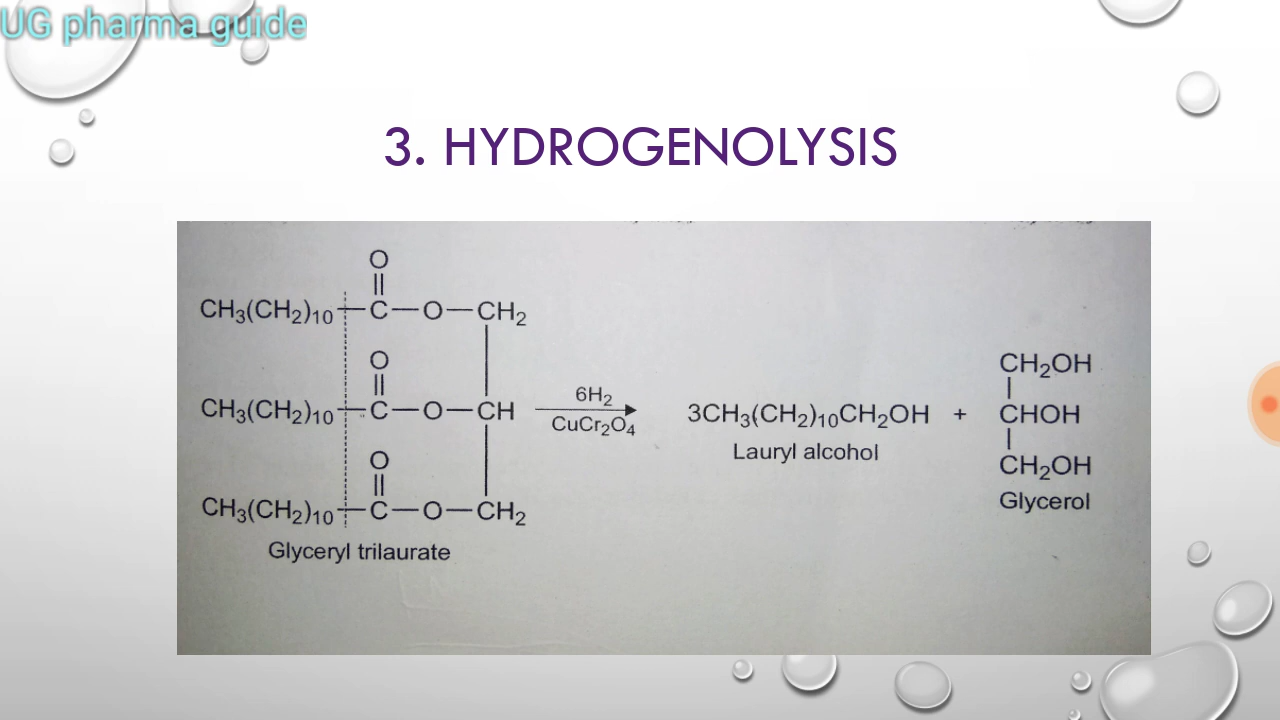 UG pharma guide
3. HYDROGENOLYSIS
O
CH₃(CH₂)₁₀—C—O—CH₂
O
CH₃(CH₂)₁₀—C—O—CH
O
CH₃(CH₂)₁₀—C—O—CH₂
Glyceryl trilaurate
6H₂
CuCr₂O₄
3CH₃(CH₂)₁₀CH₂OH +
Lauryl alcohol
CH₂OH
CHOH
CH₂OH
Glycerol